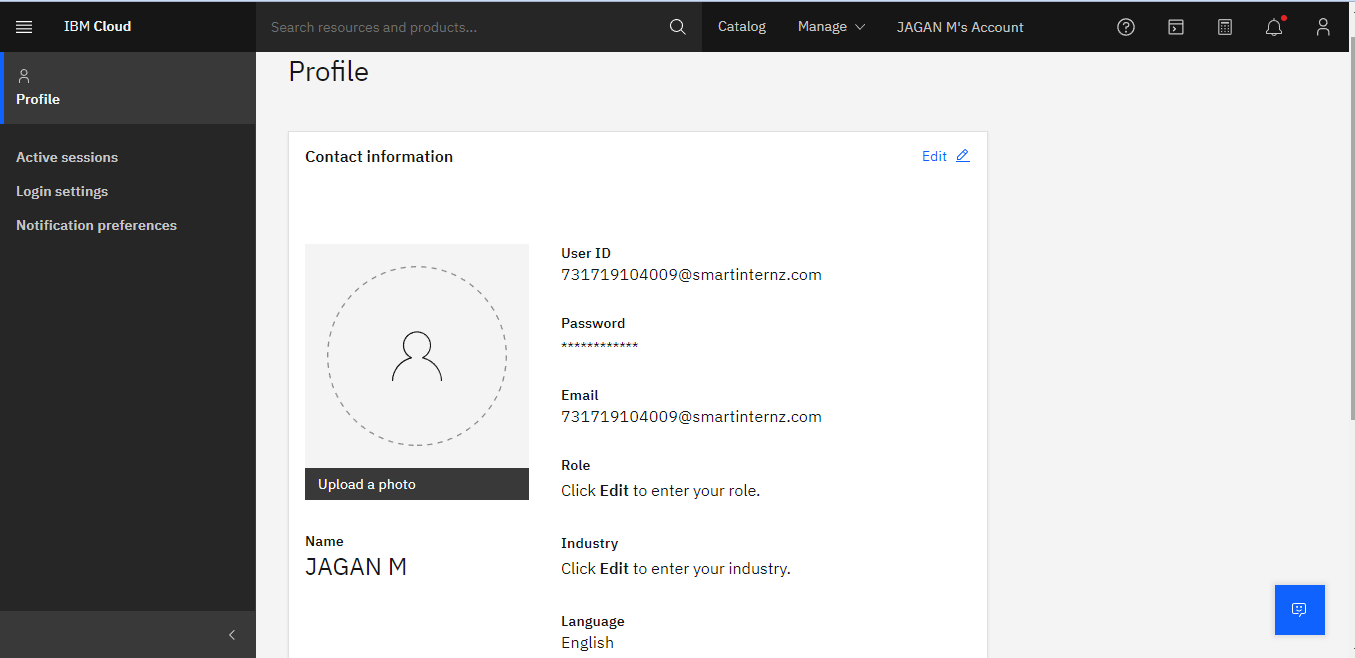 IBM Cloud
Search resources and products...
Catalog
Manage
JAGAN M's Account
Profile
Active sessions
Login settings
Notification preferences
Profile
Contact information
Edit
Upload a photo
Name
JAGAN M
User ID
731719104009@smartinternz.com
Password
************
Email
731719104009@smartinternz.com
Role
Click Edit to enter your role.
Industry
Click Edit to enter your industry.
Language
English